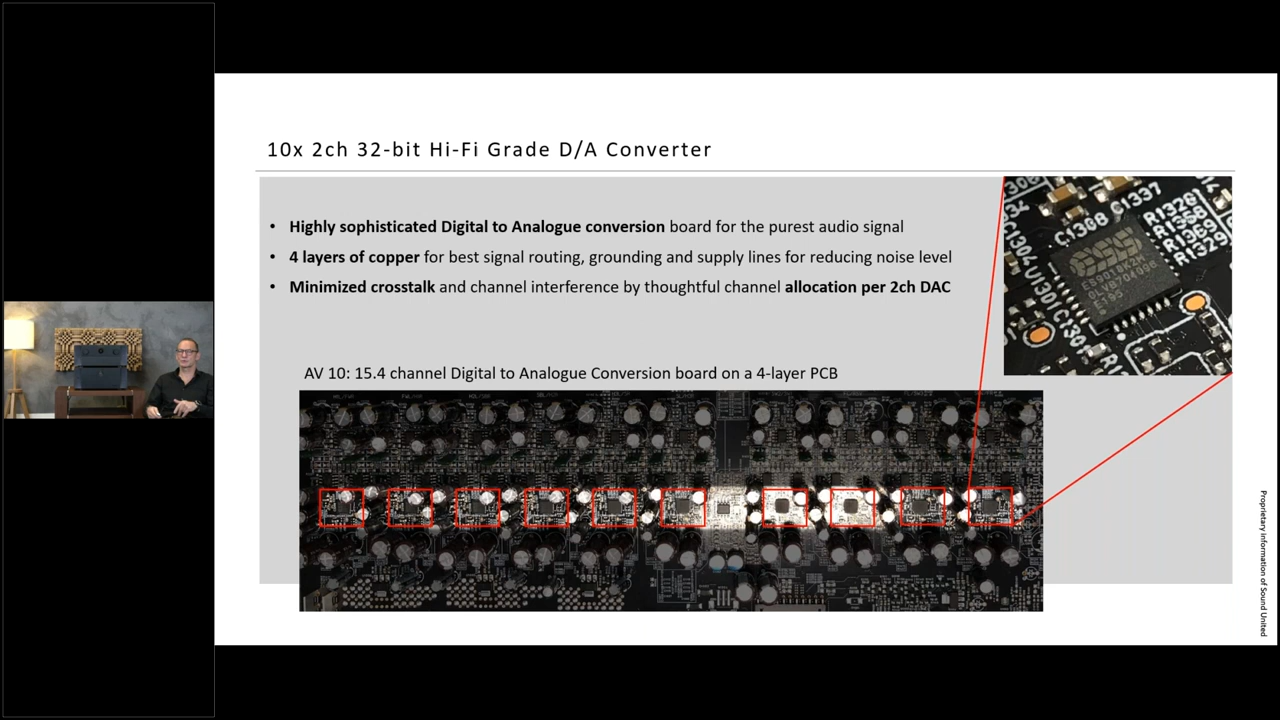 10x 2ch 32-bit Hi-Fi Grade D/A Converter
• Highly sophisticated Digital to Analogue conversion board for the purest audio signal
• 4 layers of copper for best signal routing, grounding and supply lines for reducing noise level
• Minimized crosstalk and channel interference by thoughtful channel allocation per 2ch DAC
C1337
C1308
R1328
R1368
R1369
R1329
C1304
U1301
ESS
AV 10: 15.4 channel Digital to Analogue Conversion board on a 4-layer PCB
Proprietary information of Sound United